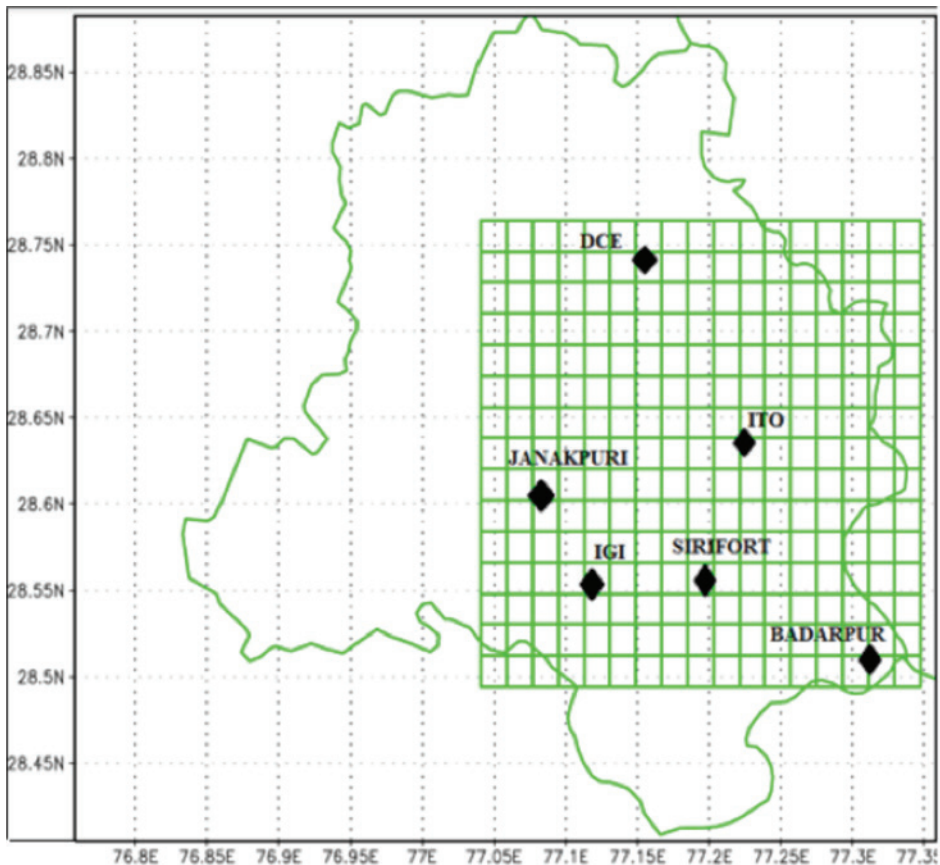 28.85N
28.8N
28.75N
DCE
28.7N
28.65N
ITO
JANAKPURI
28.6N
IGI
SIRIFORT
28.55N
BADARPUR
28.5N
28.45N
76.8E 76.85E 76.9E 76.95E 77E 77.05E 77.1E 77.15E 77.2E 77.25E 77.3E